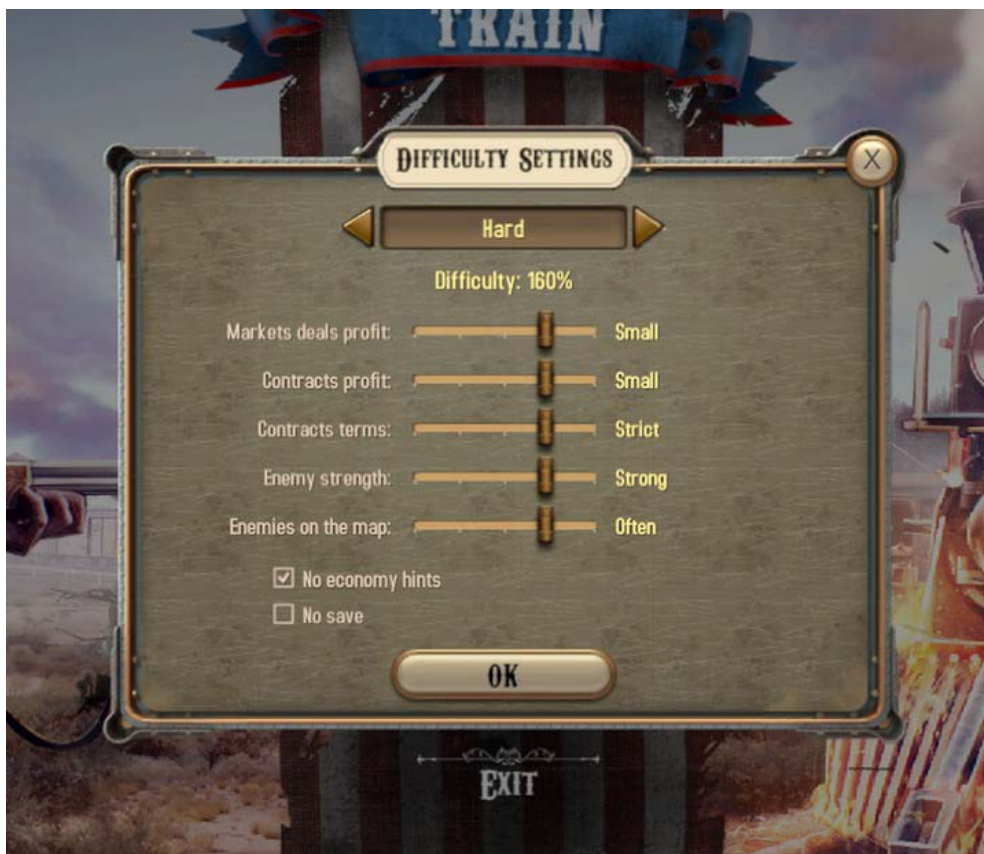 TRAIN
DIFFICULTY SETTINGS
X
Hard
Difficulty: 160%
Markets deals profit: Small
Contracts profit: Small
Contracts terms: Strict
Enemy strength: Strong
Enemies on the map: Often
No economy hints
No save
OK
EXIT